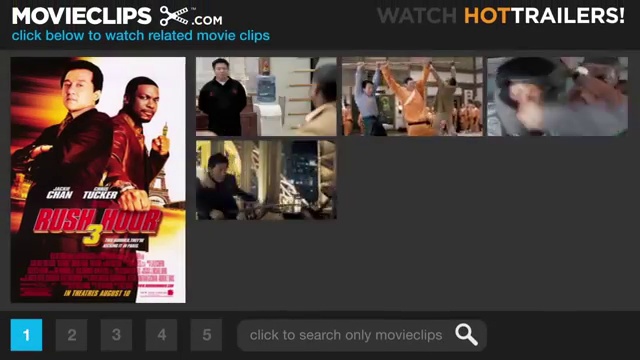 MOVIECLIPS .COM
WATCH HOTTRAILERS!
click below to watch related movie clips
JACKIE CHAN
CHRIS TUCKER
RUSH HOUR 3
IN THEATRES AUGUST 10
1 2 3 4 5
click to search only movieclips